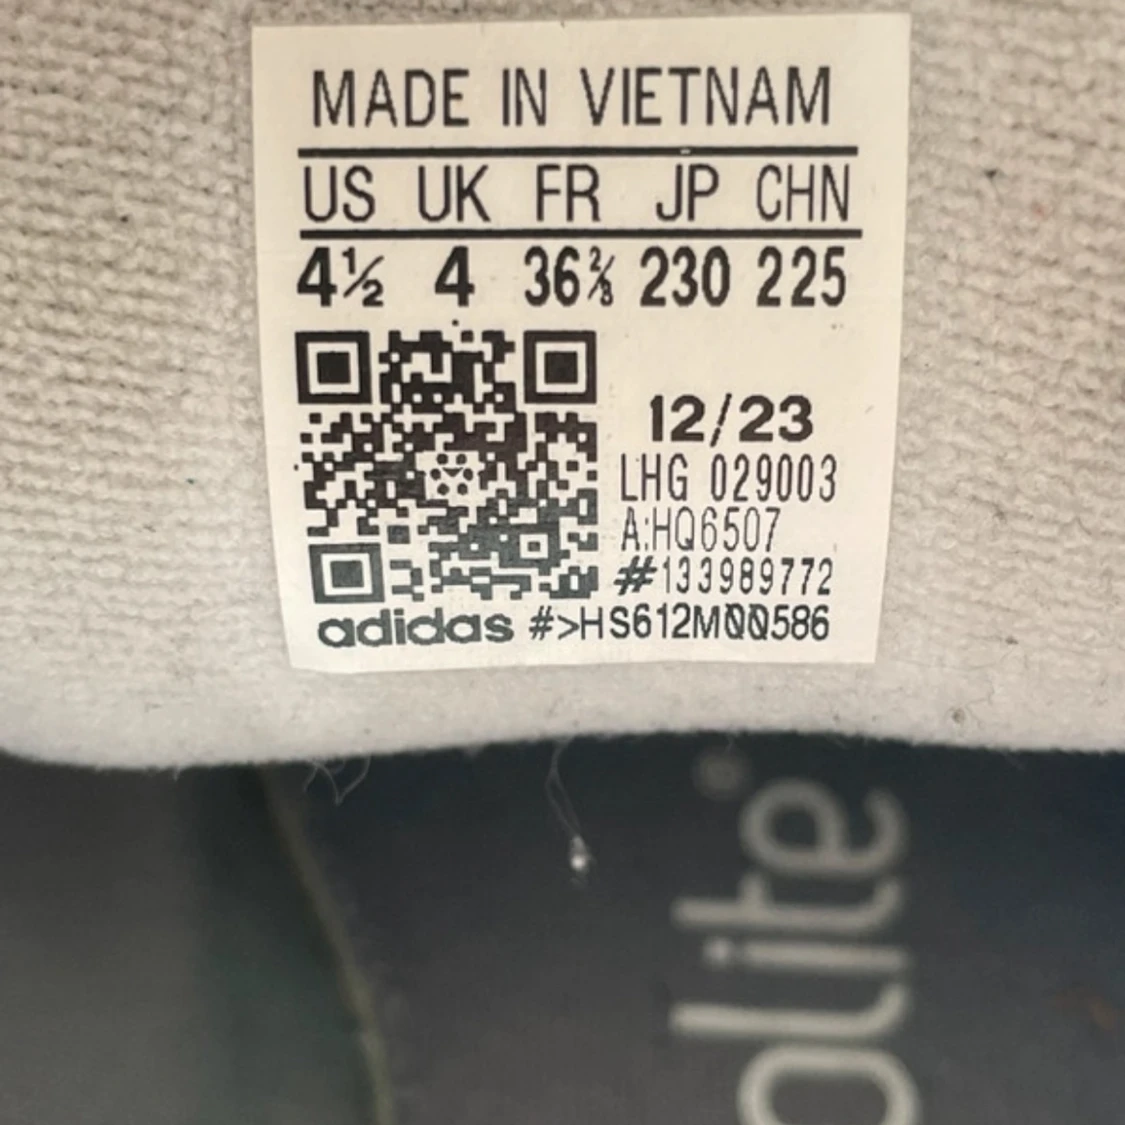 MADE IN VIETNAM
US UK FR JP CHN
4½ 4 36⅔ 230 225
12/23
LHG 029003
A:HQ6507
#133989772
adidas #>HS612M00586
olite®